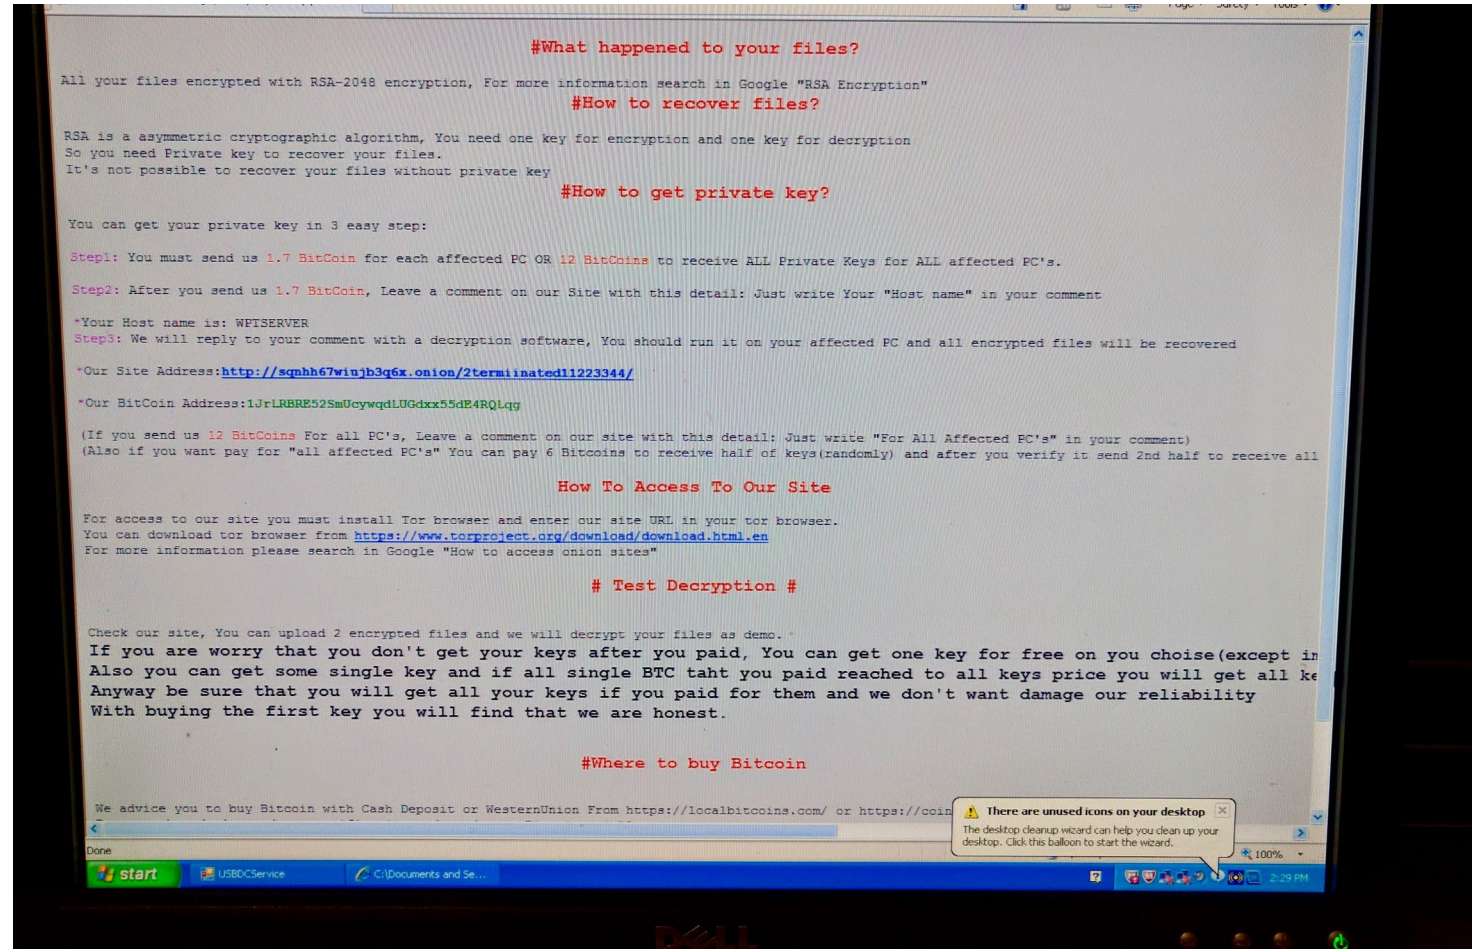 #What happened to your files?
All your files encrypted with RSA-2048 encryption, For more information search in Google "RSA Encryption"
#How to recover files?
RSA is a asymmetric cryptographic algorithm, You need one key for encryption and one key for decryption
So you need Private key to recover your files.
It's not possible to recover your files without private key
#How to get private key?
You can get your private key in 3 easy step:
Step1: You must send us 1.7 BitCoin for each affected PC OR 12 BitCoins to receive ALL Private Keys for ALL affected PC's.
Step2: After you send us 1.7 BitCoin, Leave a comment on our Site with this detail: Just write Your "Host name" in your comment
*Your Host name is: WPTSERVER
Step3: We will reply to your comment with a decryption software, You should run it on your affected PC and all encrypted files will be recovered
*Our Site Address:http://sqnhh67wiujb3q6x.onion/2termiinated11223344/
*Our BitCoin Address:1JrLRBRE52SmUcywqdLUGdxx55dE4RQLqg
(If you send us 12 BitCoins For all PC's, Leave a comment on our site with this detail: Just write "For All Affected PC's" in your comment)
(Also if you want pay for "all affected PC's" You can pay 6 Bitcoins to receive half of keys(randomly) and after you verify it send 2nd half to receive all
How To Access To Our Site
For access to our site you must install Tor browser and enter our site URL in your tor browser.
You can download tor browser from https://www.torproject.org/download/download.html.en
For more information please search in Google "How to access onion sites"
# Test Decryption #
Check our site, You can upload 2 encrypted files and we will decrypt your files as demo.
If you are worry that you don't get your keys after you paid, You can get one key for free on you choise(except in
Also you can get some single key and if all single BTC taht you paid reached to all keys price you will get all ke
Anyway be sure that you will get all your keys if you paid for them and we don't want damage our reliability
With buying the first key you will find that we are honest.
#Where to buy Bitcoin
We advice you to buy Bitcoin with Cash Deposit or WesternUnion From https://localbitcoins.com/ or https://coin
There are unused icons on your desktop
The desktop cleanup wizard can help you clean up your
desktop. Click this balloon to start the wizard.
Done
100%
start
USBDCService
C:\Documents and Se...
2:29 PM
DELL